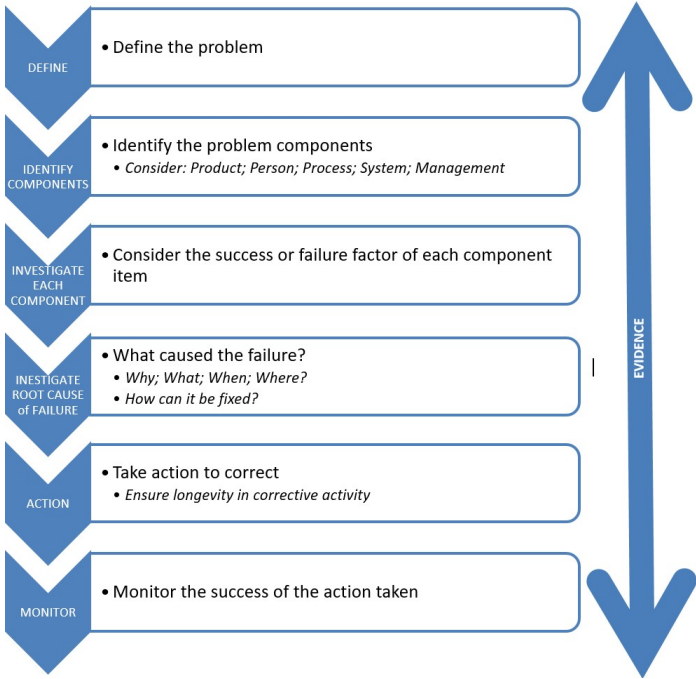 DEFINE
• Define the problem
IDENTIFY
COMPONENTS
• Identify the problem components
• Consider: Product; Person; Process; System; Management
INVESTIGATE
EACH
COMPONENT
• Consider the success or failure factor of each component
item
INESTIGATE
ROOT CAUSE
of FAILURE
• What caused the failure?
• Why; What; When; Where?
• How can it be fixed?
ACTION
• Take action to correct
• Ensure longevity in corrective activity
MONITOR
• Monitor the success of the action taken
EVIDENCE